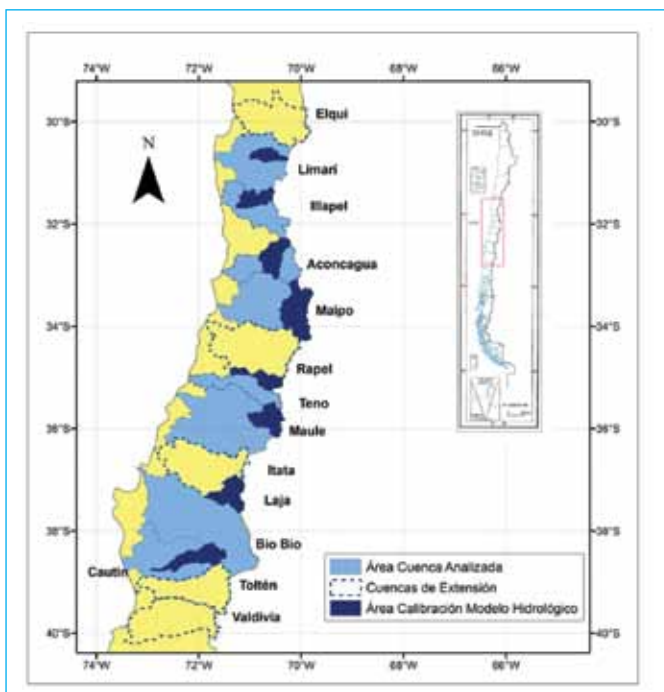 74°W 72°W 70°W 68°W 66°W
30°S 30°S
Elqui
N
Limarí
Illapel
32°S 32°S
Aconcagua
Maipo
34°S 34°S
Rapel
Teno
Maule
36°S 36°S
Itata
Laja
38°S 38°S
Bio Bio
Cautín
Toltén
Valdivia
40°S 40°S
Área Cuenca Analizada
Cuencas de Extensión
Área Calibración Modelo Hidrológico
74°W 72°W 70°W 68°W 66°W